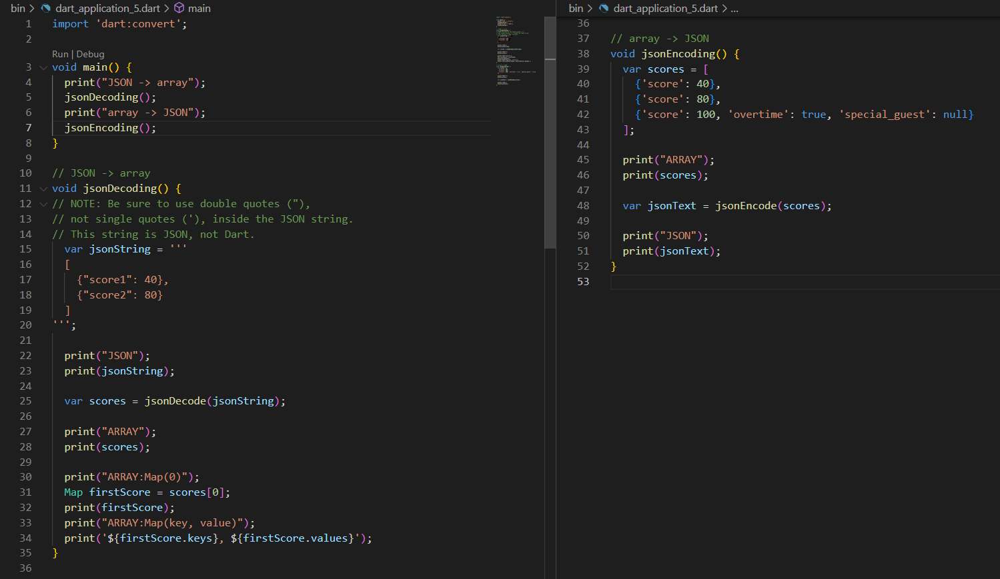 bin > dart_application_5.dart > main
1 import 'dart:convert';
2
Run | Debug
3 void main() {
4   print("JSON -> array");
5   jsonDecoding();
6   print("array -> JSON");
7   jsonEncoding();
8 }
9
10 // JSON -> array
11 void jsonDecoding() {
12 // NOTE: Be sure to use double quotes ("),
13 // not single quotes ('), inside the JSON string.
14 // This string is JSON, not Dart.
15   var jsonString = '''
16   [
17     {"score1": 40},
18     {"score2": 80}
19   ]
20 ''';
21
22   print("JSON");
23   print(jsonString);
24
25   var scores = jsonDecode(jsonString);
26
27   print("ARRAY");
28   print(scores);
29
30   print("ARRAY:Map(0)");
31   Map firstScore = scores[0];
32   print(firstScore);
33   print("ARRAY:Map(key, value)");
34   print('${firstScore.keys}, ${firstScore.values}');
35 }
36
bin > dart_application_5.dart > ...
36
37 // array -> JSON
38 void jsonEncoding() {
39   var scores = [
40     {'score': 40},
41     {'score': 80},
42     {'score': 100, 'overtime': true, 'special_guest': null}
43   ];
44
45   print("ARRAY");
46   print(scores);
47
48   var jsonText = jsonEncode(scores);
49
50   print("JSON");
51   print(jsonText);
52 }
53